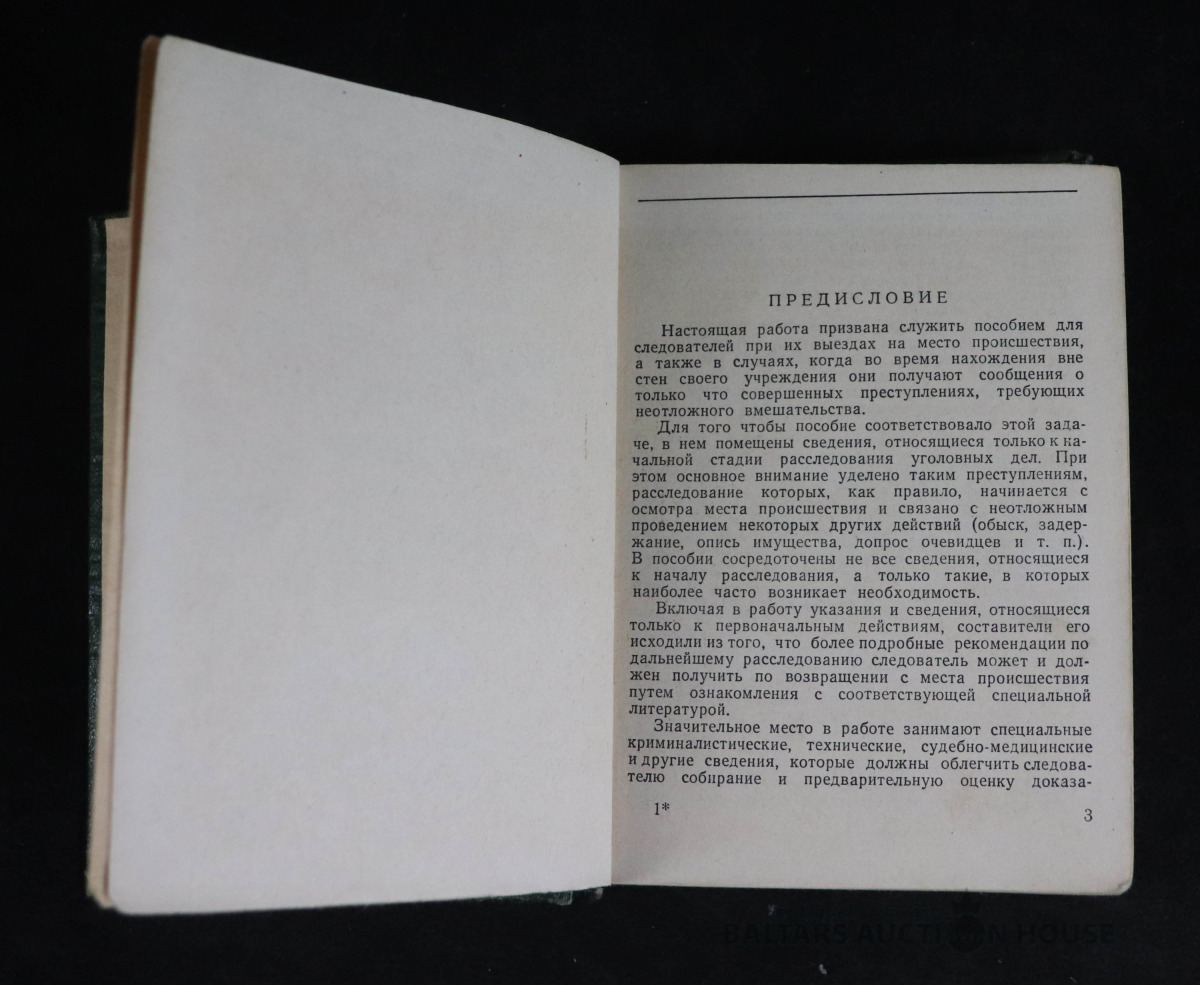 ПРЕДИСЛОВИЕ
Настоящая работа призвана служить пособием для
следователей при их выездах на место происшествия,
а также в случаях, когда во время нахождения вне
стен своего учреждения они получают сообщения о
только что совершенных преступлениях, требующих
неотложного вмешательства.
Для того чтобы пособие соответствовало этой зада-
че, в нем помещены сведения, относящиеся только к на-
чальной стадии расследования уголовных дел. При
этом основное внимание уделено таким преступлениям,
расследование которых, как правило, начинается с
осмотра места происшествия и связано с неотложным
проведением некоторых других действий (обыск, задер-
жание, опись имущества, допрос очевидцев и т. п.).
В пособии сосредоточены не все сведения, относящиеся
к началу расследования, а только такие, в которых
наиболее часто возникает необходимость.
Включая в работу указания и сведения, относящиеся
только к первоначальным действиям, составители его
исходили из того, что более подробные рекомендации по
дальнейшему расследованию следователь может и дол-
жен получить по возвращении с места происшествия
путем ознакомления с соответствующей специальной
литературой.
Значительное место в работе занимают специальные
криминалистические, технические, судебно-медицинские
и другие сведения, которые должны облегчить следова-
телю собирание и предварительную оценку доказа-
1*
3
BALTARS AUCTION HOUSE